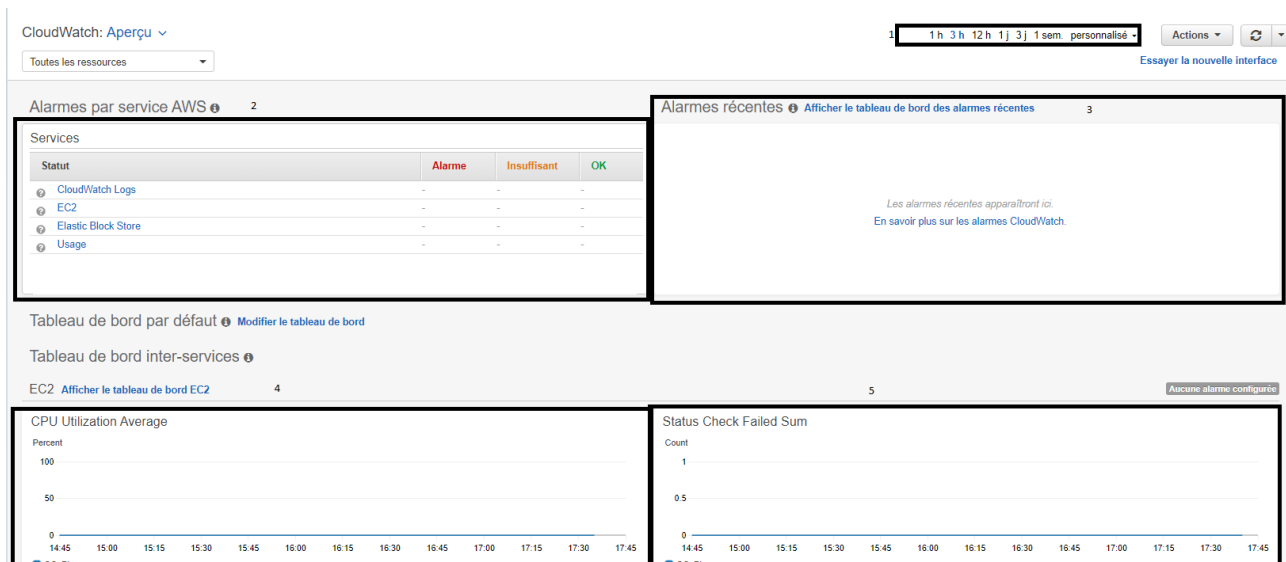 CloudWatch: Aperçu
1 1 h 3 h 12 h 1 j 3 j 1 sem. personnalisé
Actions
Toutes les ressources
Essayer la nouvelle interface
Alarmes par service AWS 2
Alarmes récentes Afficher le tableau de bord des alarmes récentes 3
Services
Statut Alarme Insuffisant OK
CloudWatch Logs - - -
EC2 - - -
Elastic Block Store - - -
Usage - - -
Les alarmes récentes apparaîtront ici.
En savoir plus sur les alarmes CloudWatch.
Tableau de bord par défaut Modifier le tableau de bord
Tableau de bord inter-services
EC2 Afficher le tableau de bord EC2 4
5
Aucune alarme configurée
CPU Utilization Average
Percent
100
50
0
14:45 15:00 15:15 15:30 15:45 16:00 16:15 16:30 16:45 17:00 17:15 17:30 17:45
Status Check Failed Sum
Count
1
0.5
0
14:45 15:00 15:15 15:30 15:45 16:00 16:15 16:30 16:45 17:00 17:15 17:30 17:45